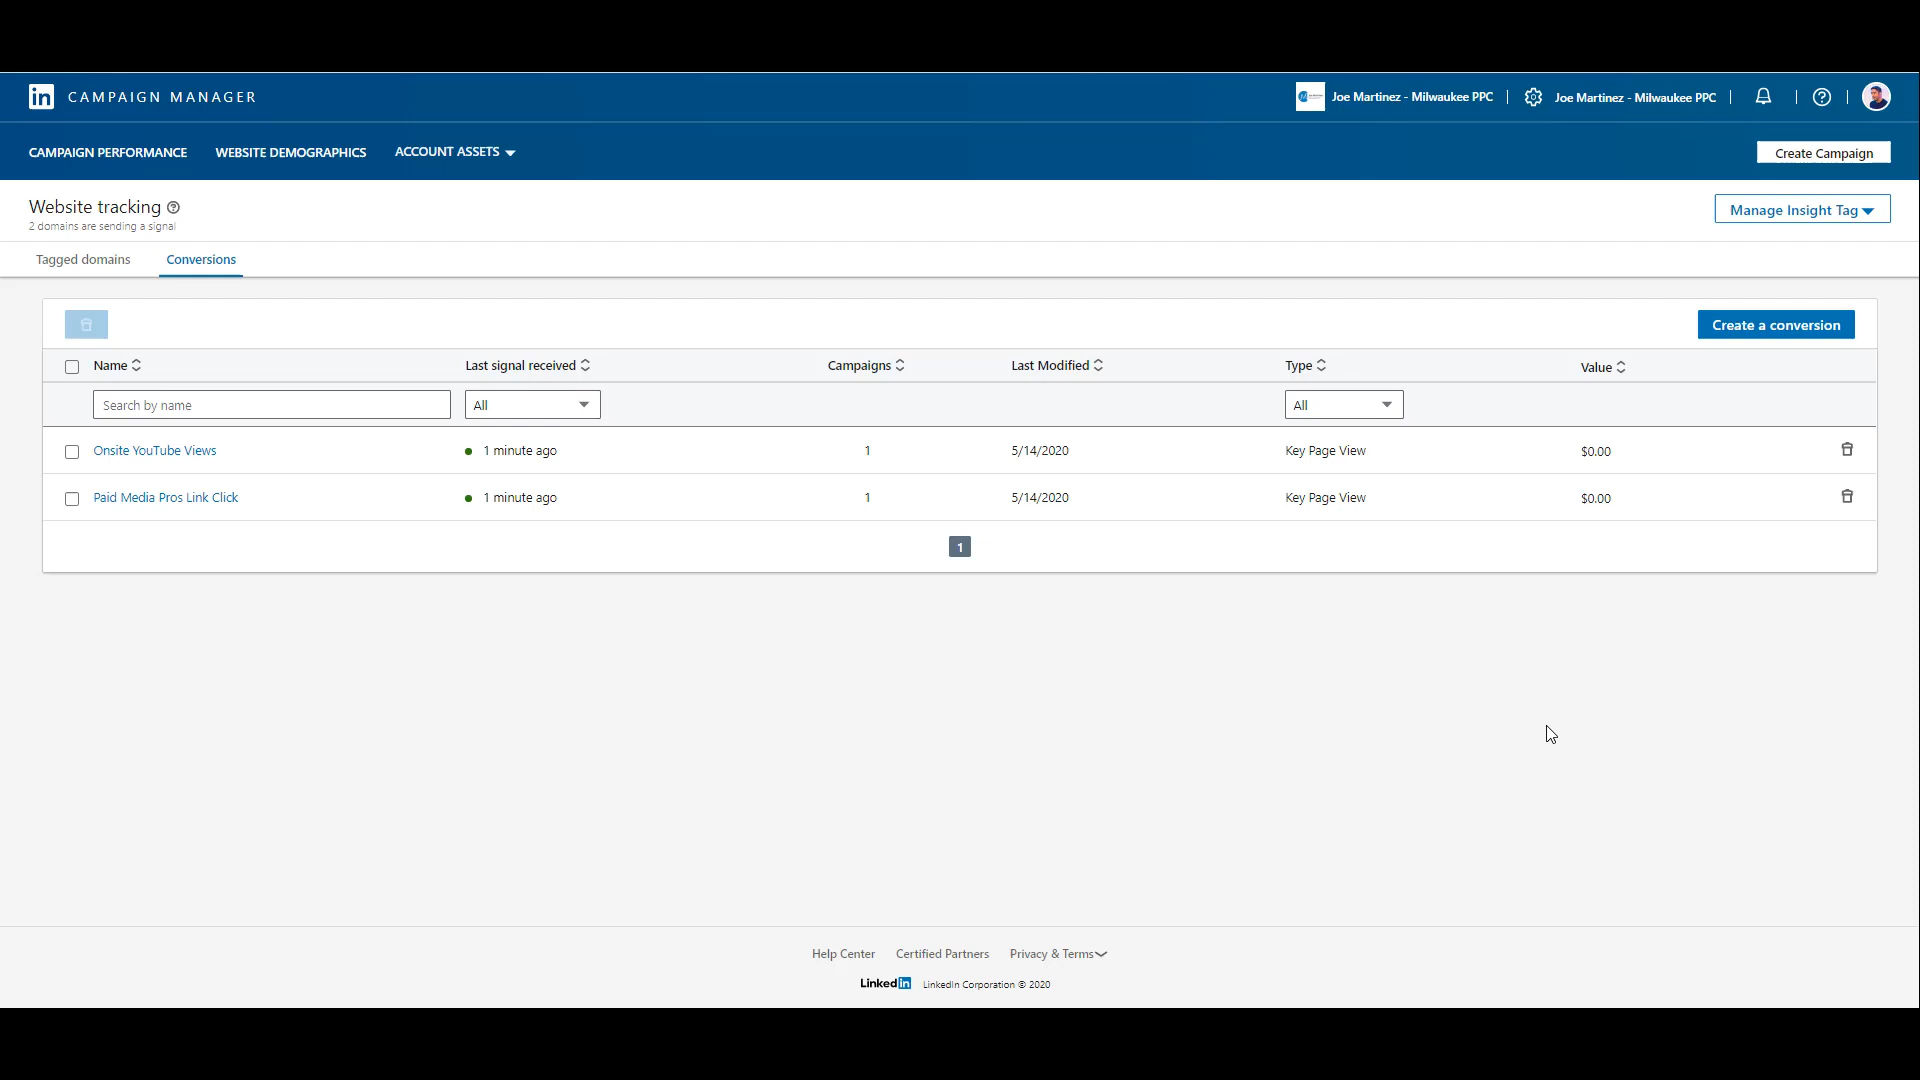 in CAMPAIGN MANAGER
Joe Martinez - Milwaukee PPC
Joe Martinez - Milwaukee PPC
CAMPAIGN PERFORMANCE WEBSITE DEMOGRAPHICS ACCOUNT ASSETS
Create Campaign
Website tracking
2 domains are sending a signal
Manage Insight Tag
Tagged domains Conversions
Create a conversion
Name Last signal received Campaigns Last Modified Type Value
Search by name All All
Onsite YouTube Views 1 minute ago 1 5/14/2020 Key Page View $0.00
Paid Media Pros Link Click 1 minute ago 1 5/14/2020 Key Page View $0.00
1
Help Center Certified Partners Privacy & Terms
Linked in LinkedIn Corporation © 2020